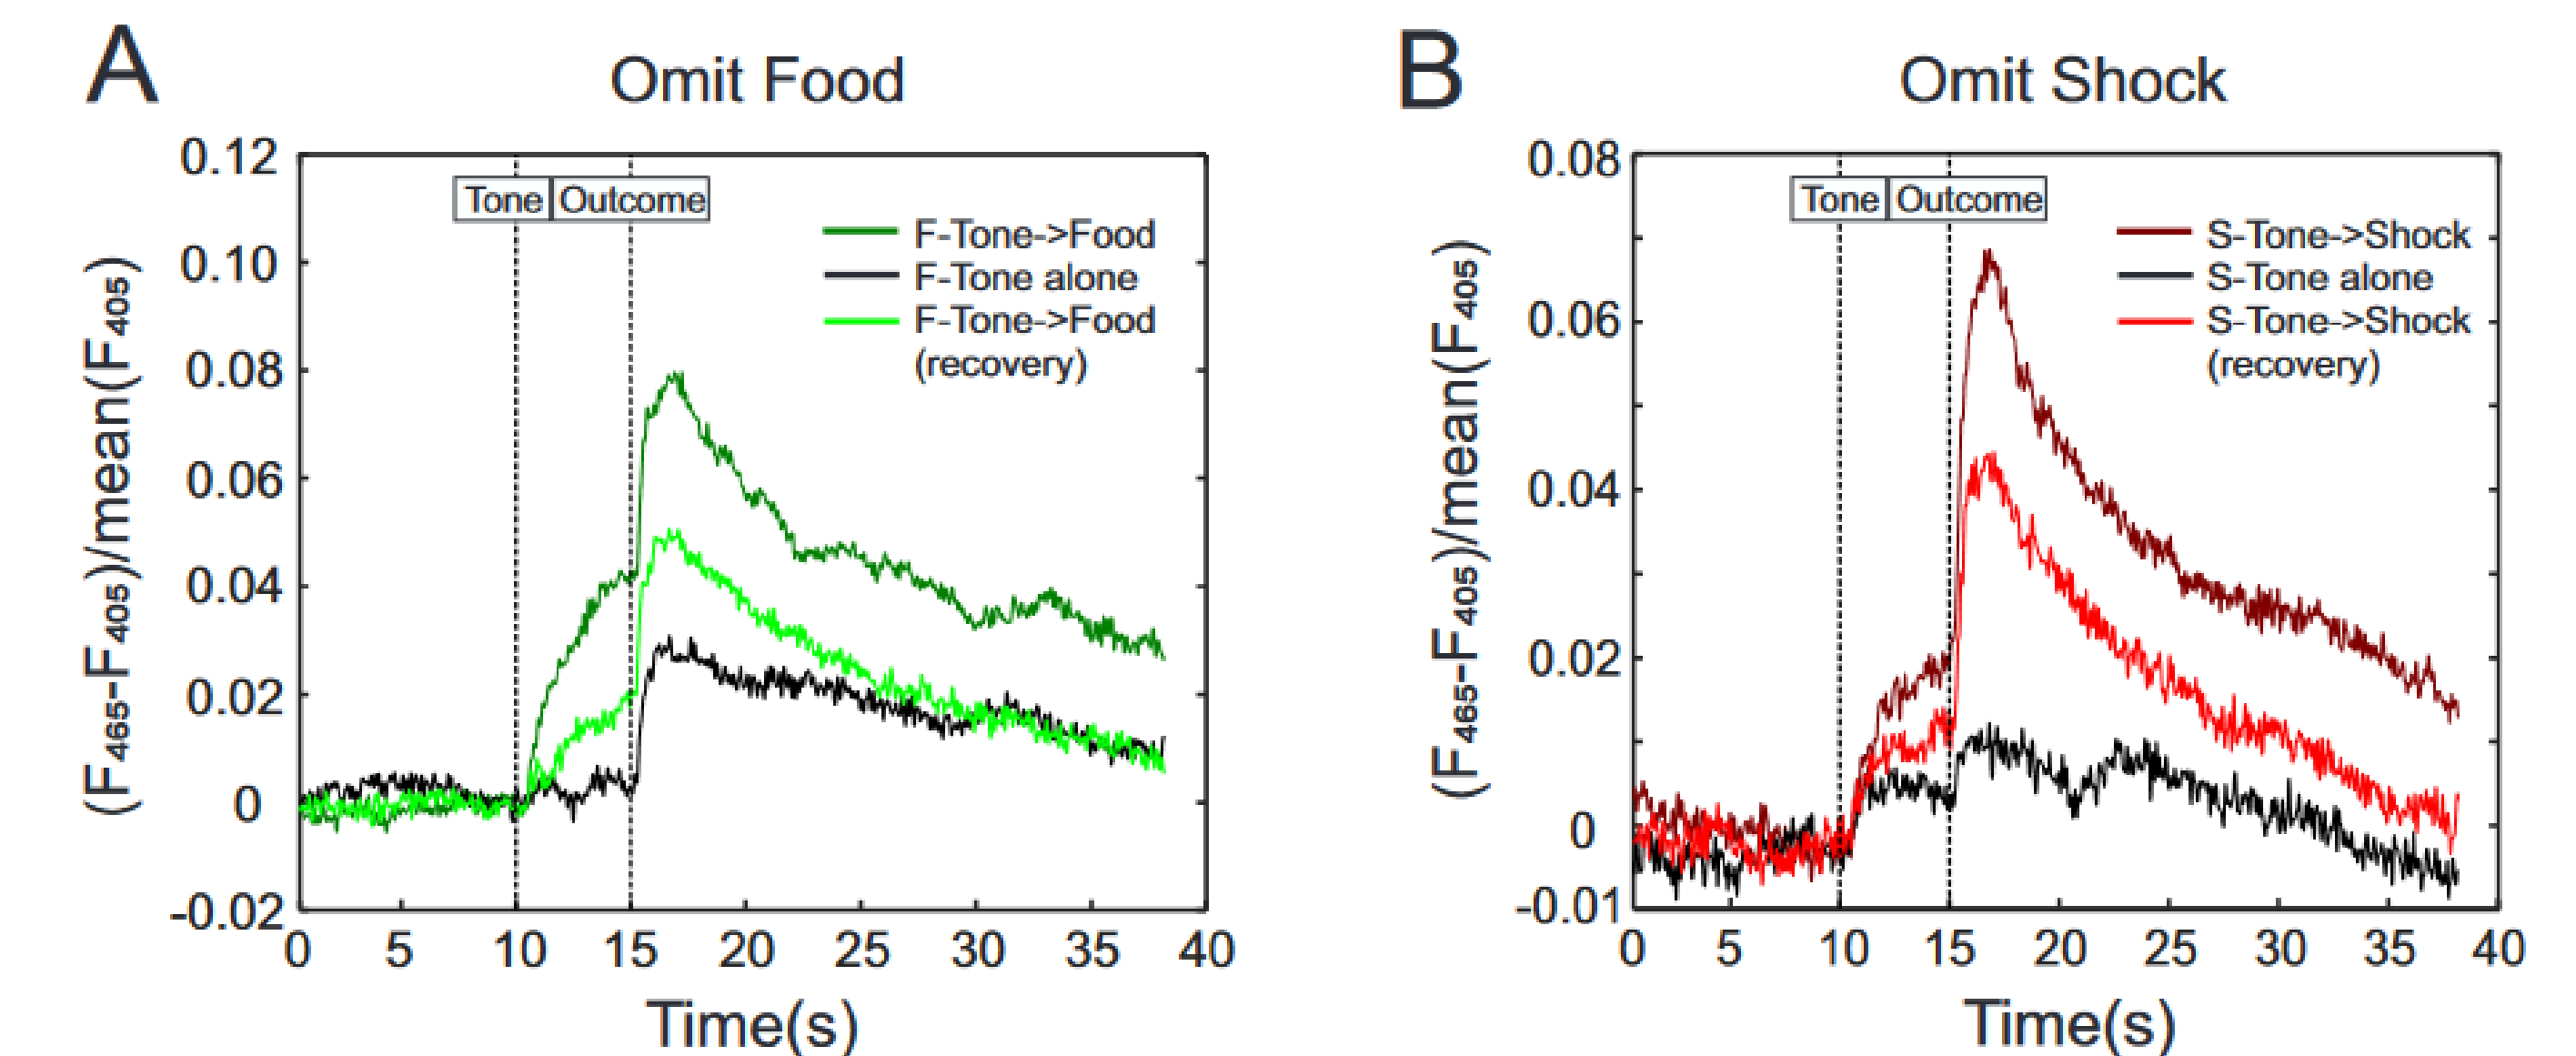 A
Omit Food
0.12
0.10
0.08
0.06
0.04
0.02
0
-0.02
(F465-F405)/mean(F405)
Tone
Outcome
F-Tone->Food
F-Tone alone
F-Tone->Food
(recovery)
0 5 10 15 20 25 30 35 40
Time(s)
B
Omit Shock
0.08
0.06
0.04
0.02
0
-0.01
(F465-F405)/mean(F405)
Tone
Outcome
S-Tone->Shock
S-Tone alone
S-Tone->Shock
(recovery)
0 5 10 15 20 25 30 35 40
Time(s)